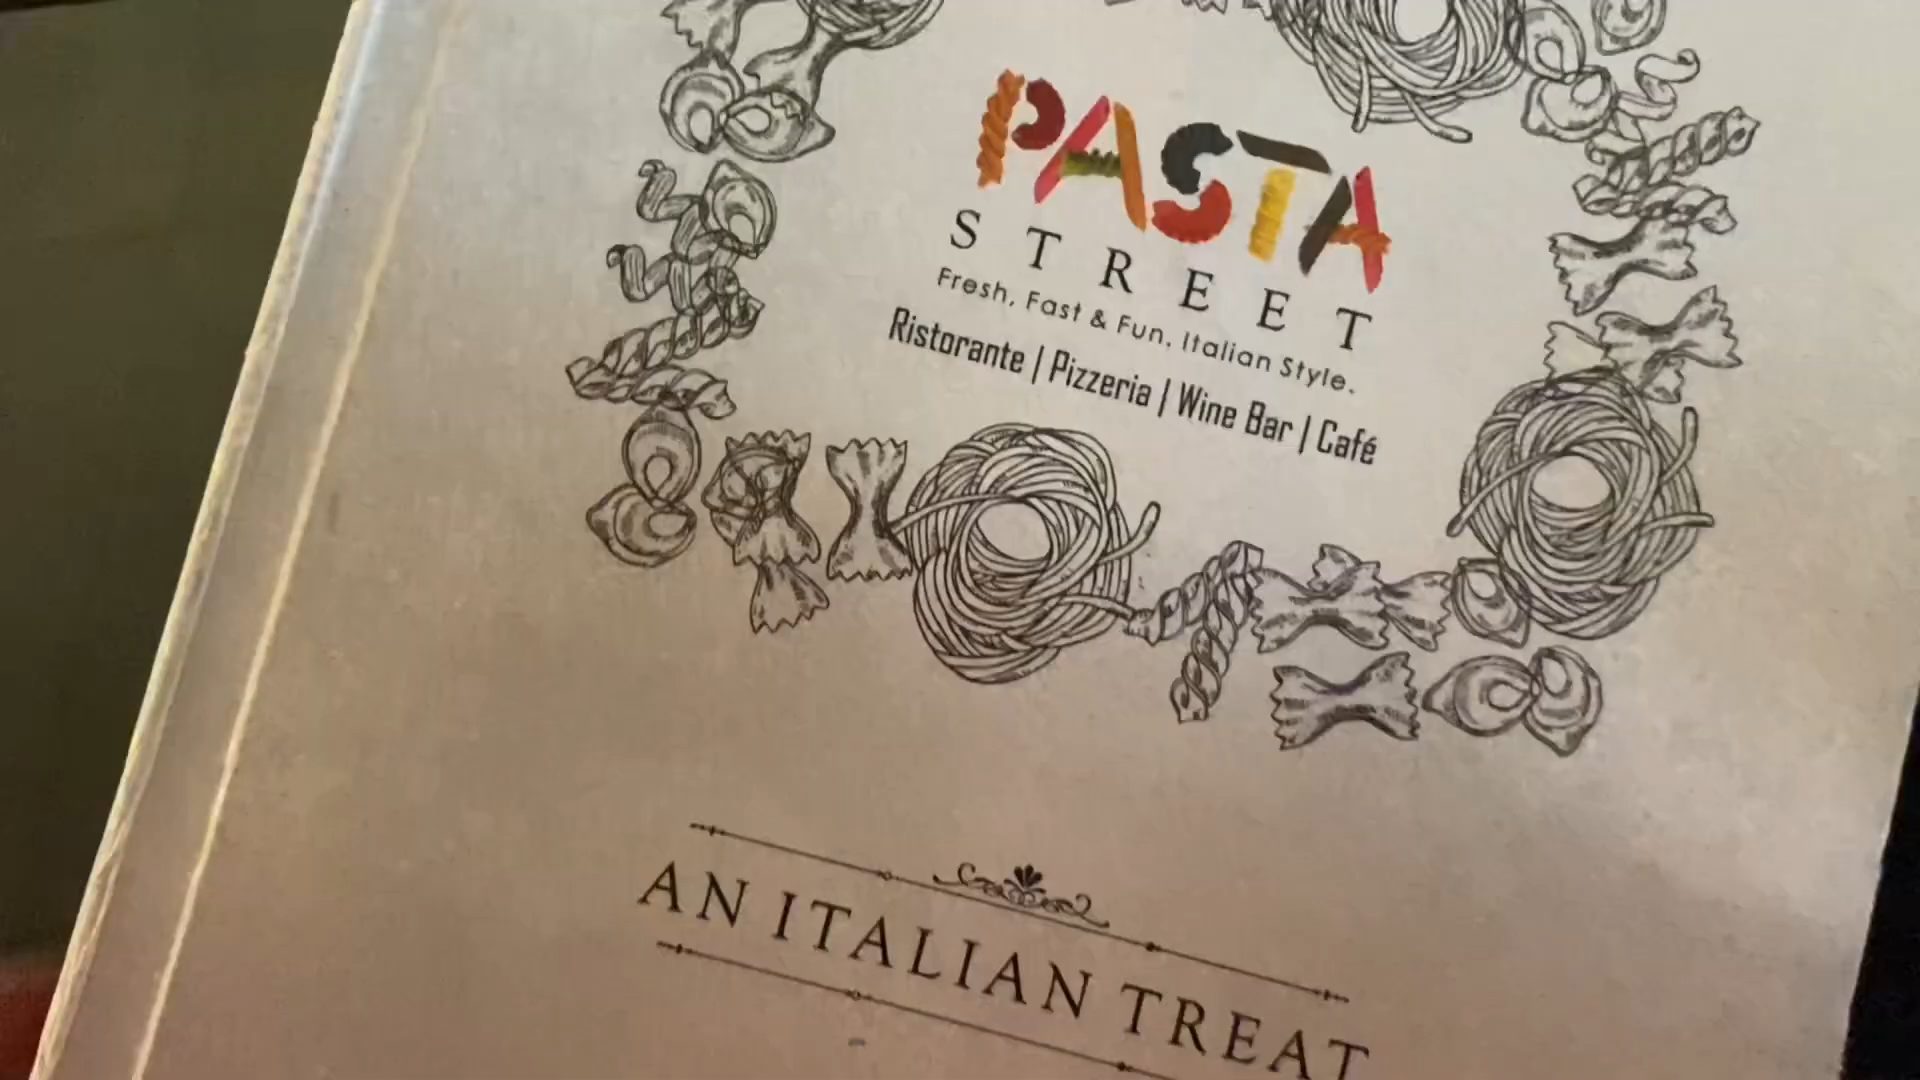 PASTA
STREET
Fresh, Fast & Fun. Italian Style.
Ristorante | Pizzeria | Wine Bar | Café
AN ITALIAN TREAT